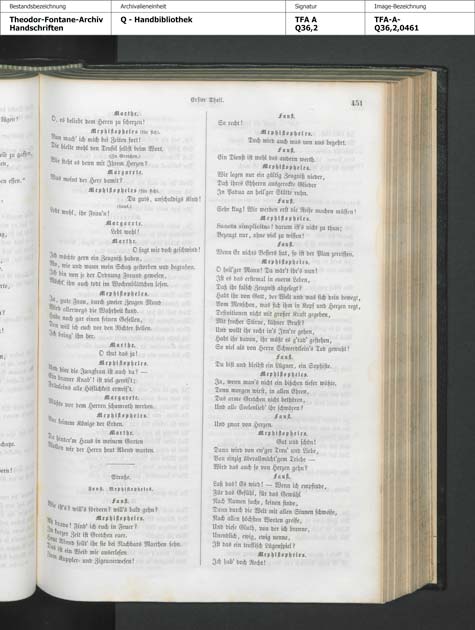 Bestandsbezeichnung
Archivalieneinheit
Signatur
Image-Bezeichnung
Theodor-Fontane-Archiv
Handschriften
Q - Handbibliothek
TFA A
Q36,2
TFA-A-
Q36,2,0461
Erster Theil.
451
Marthe.
O, es beliebt dem Herren zu scherzen!
Mephistopheles (für sich).
Nun mach' ich mich bei Zeiten fort!
Die hielte wohl den Teufel selbst beim Wort.
(Zu Gretchen.)
Wie steht es denn mit Ihrem Herzen?
Margarete.
Was meint der Herr damit?
Mephistopheles (für sich).
Du guts, unschuldigs Kind!
(Laut.)
Lebt wohl, ihr Frau'n!
Margarete.
Lebt wohl!
Marthe.
O sagt mir doch geschwind!
Ich möchte gern ein Zeugniß haben,
Wo, wie und wann mein Schatz gestorben und begraben.
Ich bin von je der Ordnung Freund gewesen,
Möcht' ihn auch todt im Wochenblättchen lesen.
Mephistopheles.
Ja, gute Frau, durch zweier Zeugen Mund
Wird allerwegs die Wahrheit kund.
Habe noch gar einen feinen Gesellen,
Den will ich euch vor den Richter stellen.
Ich bring' ihn her.
Marthe.
O thut das ja!
Mephistopheles.
Und hier die Jungfrau ist auch da? —
Ein braver Knab'! ist viel gereis't;
Fräuleins alle Höflichkeit erweis't.
Margarete.
Müßte vor dem Herren schamroth werden.
Mephistopheles.
Vor keinem Könige der Erden.
Marthe.
Da hinter'm Haus in meinem Garten
Wollen wir der Herren heut Abend warten.
Straße.
Faust. Mephistopheles.
Faust.
Wie ist's? will's fördern? will's bald gehn?
Mephistopheles.
Ah bravo! Find' ich euch in Feuer?
In kurzer Zeit ist Gretchen euer.
Heut Abend sollt' ihr sie bei Nachbars Marthen sehn.
Das ist ein Weib wie auserlesen
Zum Kuppler- und Zigeunerwesen!
Faust.
So recht!
Mephistopheles.
Doch wird auch was von uns begehrt.
Faust.
Ein Dienst ist wohl des andern werth.
Mephistopheles.
Wir legen nur ein gültig Zeugniß nieder,
Daß ihres Ehherrn ausgereckte Glieder
In Padua an heil'ger Stätte ruhn.
Faust.
Sehr klug! Wir werden erst die Reise machen müssen!
Mephistopheles.
Sancta simplicitas! darum ist's nicht zu thun;
Bezeugt nur, ohne viel zu wissen!
Faust.
Wenn Er nichts Bessers hat, so ist der Plan zerrissen.
Mephistopheles.
O heil'ger Mann! Da wär't ihr's nun!
Ist es das erstemal in euerm Leben,
Daß ihr falsch Zeugniß abgelegt?
Habt ihr von Gott, der Welt und was sich drin bewegt,
Vom Menschen, was sich ihm in Kopf und Herzen regt,
Definitionen nicht mit großer Kraft gegeben,
Mit frecher Stirne, kühner Brust?
Und wollt ihr recht in's Inn're gehen,
Habt ihr davon, ihr müßt es g'rad' gestehen,
So viel als von Herrn Schwerdtlein's Tod gewußt!
Faust.
Du bist und bleibst ein Lügner, ein Sophiste.
Mephistopheles.
Ja, wenn man's nicht ein bischen tiefer wüßte.
Denn morgen wirst, in allen Ehren,
Das arme Gretchen nicht bethören,
Und alle Seelenlieb' ihr schwören?
Faust.
Und zwar von Herzen.
Mephistopheles.
Gut und schön!
Dann wird von ew'ger Treu' und Liebe,
Von einzig überallmächt'gem Triebe —
Wird das auch so von Herzen gehn?
Faust.
Laß das! Es wird! — Wenn ich empfinde,
Für das Gefühl, für das Gewühl
Nach Namen suche, keinen finde,
Dann durch die Welt mit allen Sinnen schweife,
Nach allen höchsten Worten greife,
Und diese Gluth, von der ich brenne,
Unendlich, ewig, ewig nenne,
Ist das ein teuflisch Lügenspiel?
Mephistopheles.
Ich hab' doch Recht!